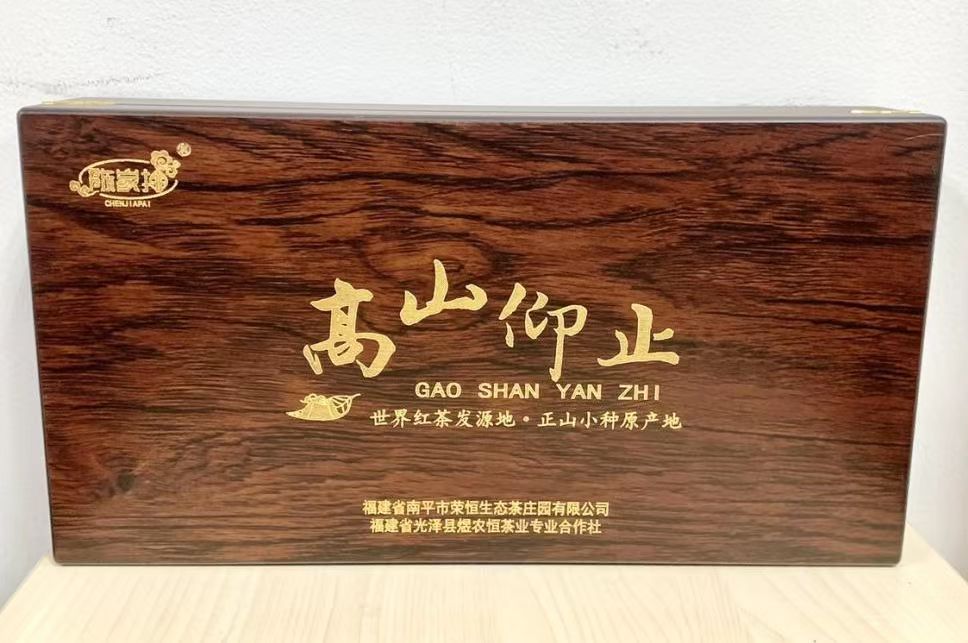 陈家排
CHENJIAPAI
高山仰止
GAO SHAN YAN ZHI
世界红茶发源地·正山小种原产地
福建省南平市荣恒生态茶庄园有限公司
福建省光泽县煜农恒茶业专业合作社